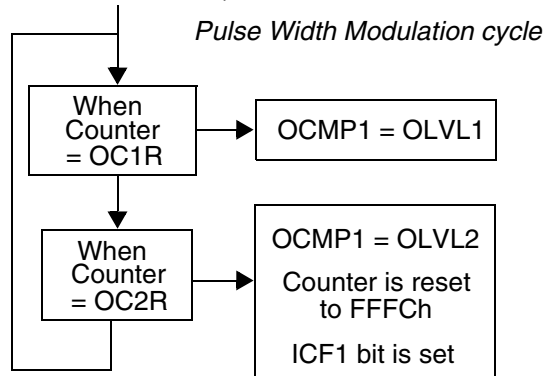 Pulse Width Modulation cycle
When
Counter
= OC1R
OCMP1 = OLVL1
When
Counter
= OC2R
OCMP1 = OLVL2
Counter is reset
to FFFCh
ICF1 bit is set